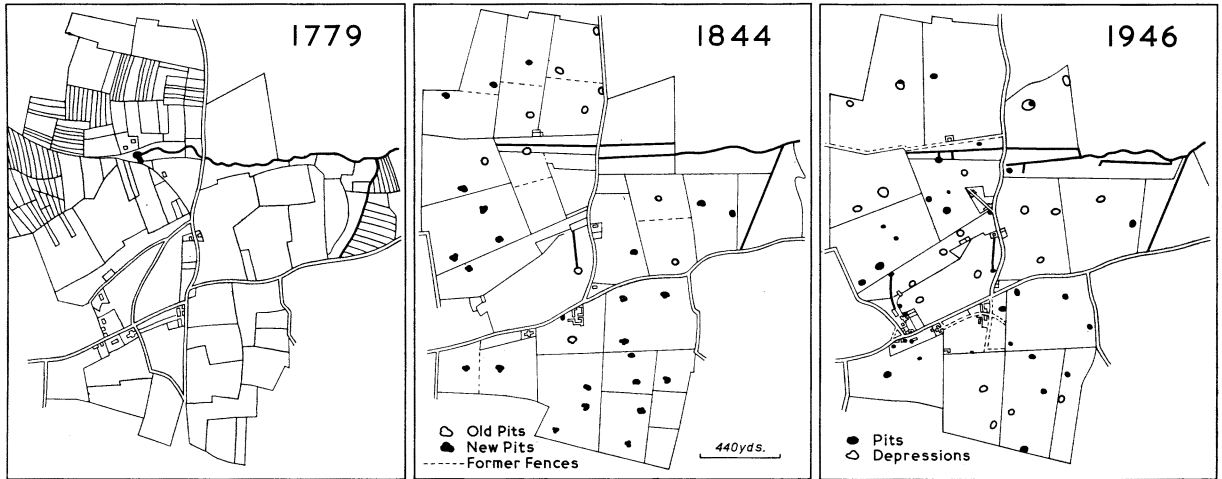 1779
1844
Old Pits
New Pits
Former Fences
440yds.
1946
Pits
Depressions